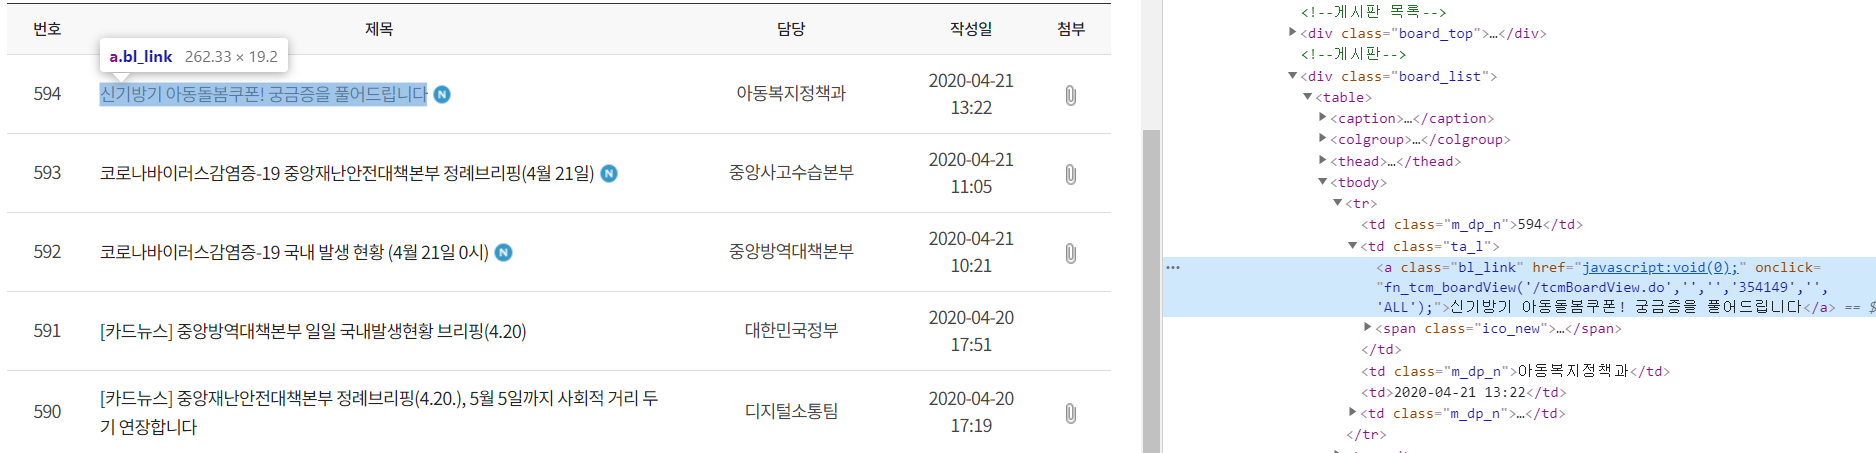 번호 제목 담당 작성일 첨부
a.bl_link 262.33 × 19.2
594 신기방기 아동돌봄쿠폰! 궁금증을 풀어드립니다 N 아동복지정책과 2020-04-21
13:22
593 코로나바이러스감염증-19 중앙재난안전대책본부 정례브리핑(4월 21일) N 중앙사고수습본부 2020-04-21
11:05
592 코로나바이러스감염증-19 국내 발생 현황 (4월 21일 0시) N 중앙방역대책본부 2020-04-21
10:21
591 [카드뉴스] 중앙방역대책본부 일일 국내발생현황 브리핑(4.20) 대한민국정부 2020-04-20
17:51
590 [카드뉴스] 중앙재난안전대책본부 정례브리핑(4.20.), 5월 5일까지 사회적 거리 두
기 연장합니다 디지털소통팀 2020-04-20
17:19
<!--게시판 목록-->
<div class="board_top">…</div>
<!--게시판-->
<div class="board_list">
<table>
<caption>…</caption>
<colgroup>…</colgroup>
<thead>…</thead>
<tbody>
<tr>
<td class="m_dp_n">594</td>
<td class="ta_l">
<a class="bl_link" href="javascript:void(0);" onclick=
"fn_tcm_boardView('/tcmBoardView.do','','','354149','',
'ALL');">신기방기 아동돌봄쿠폰! 궁금증을 풀어드립니다</a> == $
<span class="ico_new">…</span>
</td>
<td class="m_dp_n">아동복지정책과</td>
<td>2020-04-21 13:22</td>
<td class="m_dp_n">…</td>
</tr>